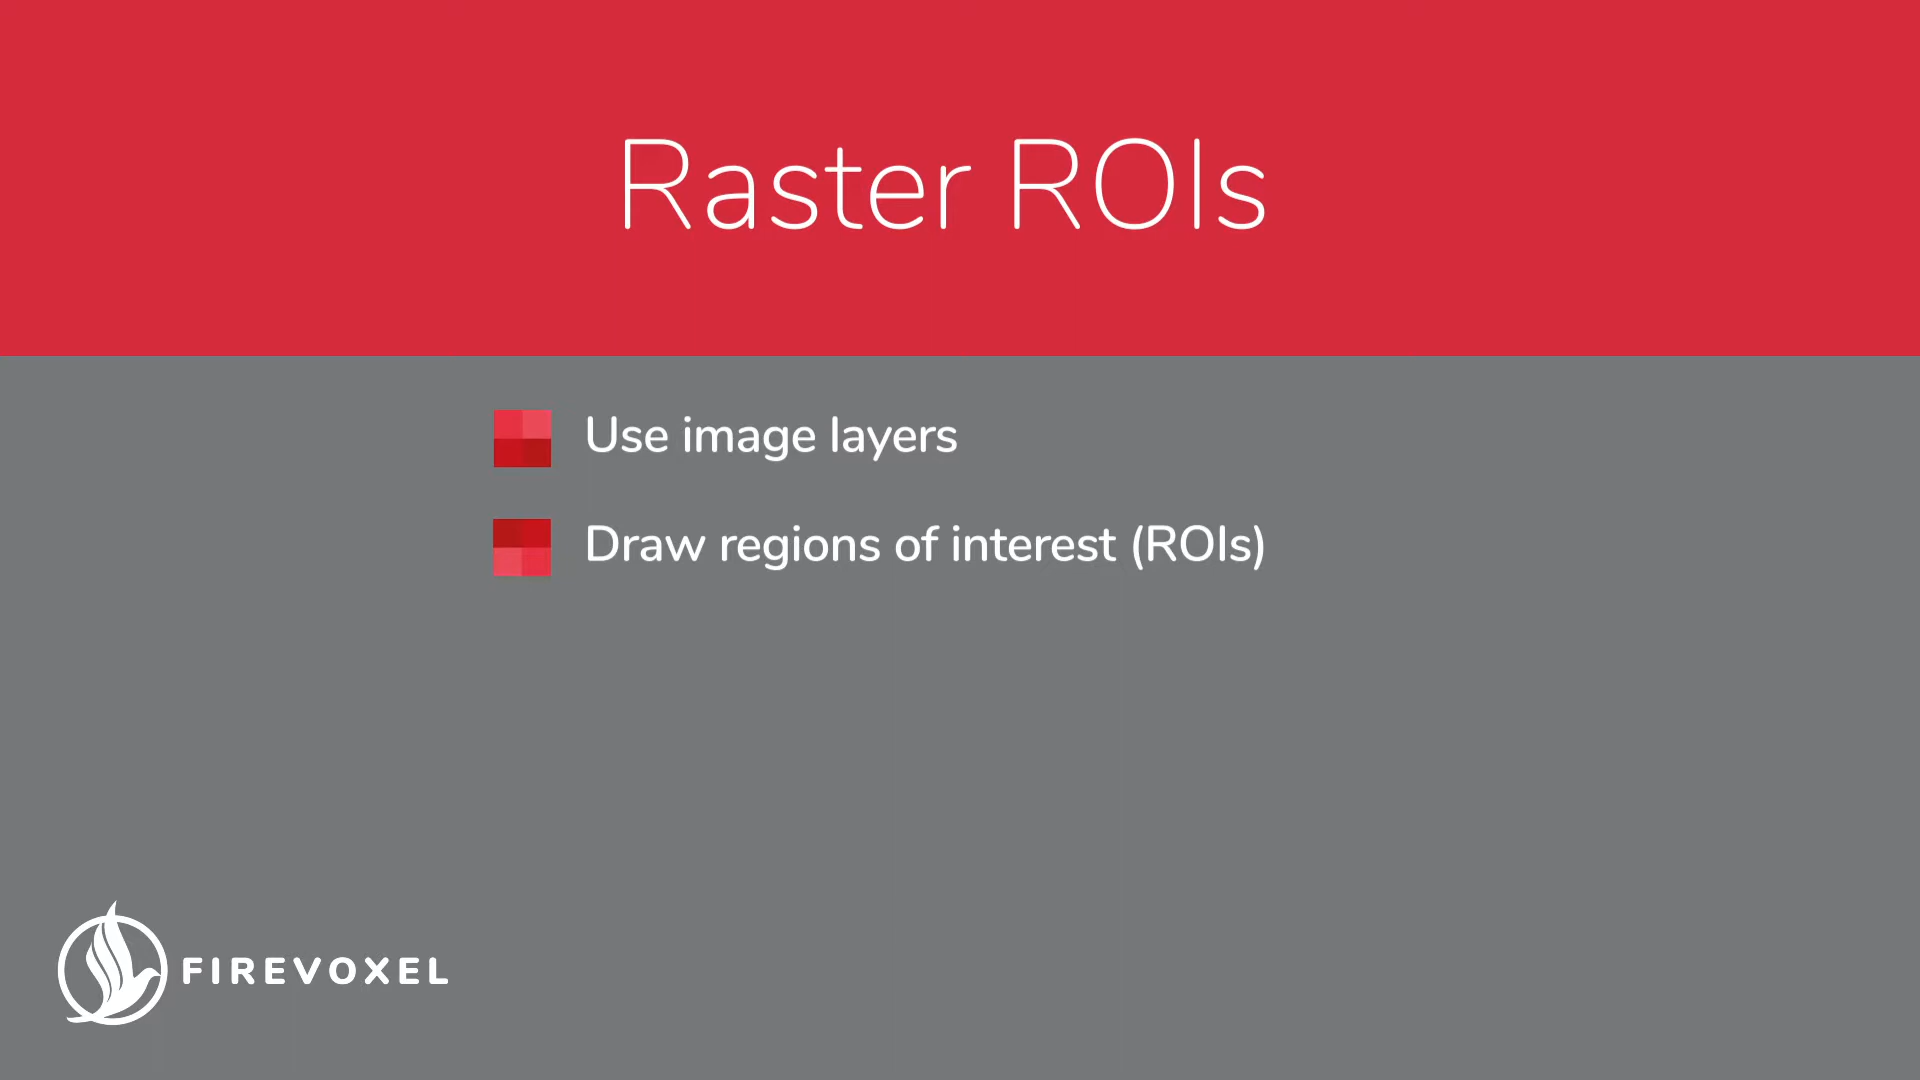 Raster ROIs
Use image layers
Draw regions of interest (ROIs)
FIREVOXEL